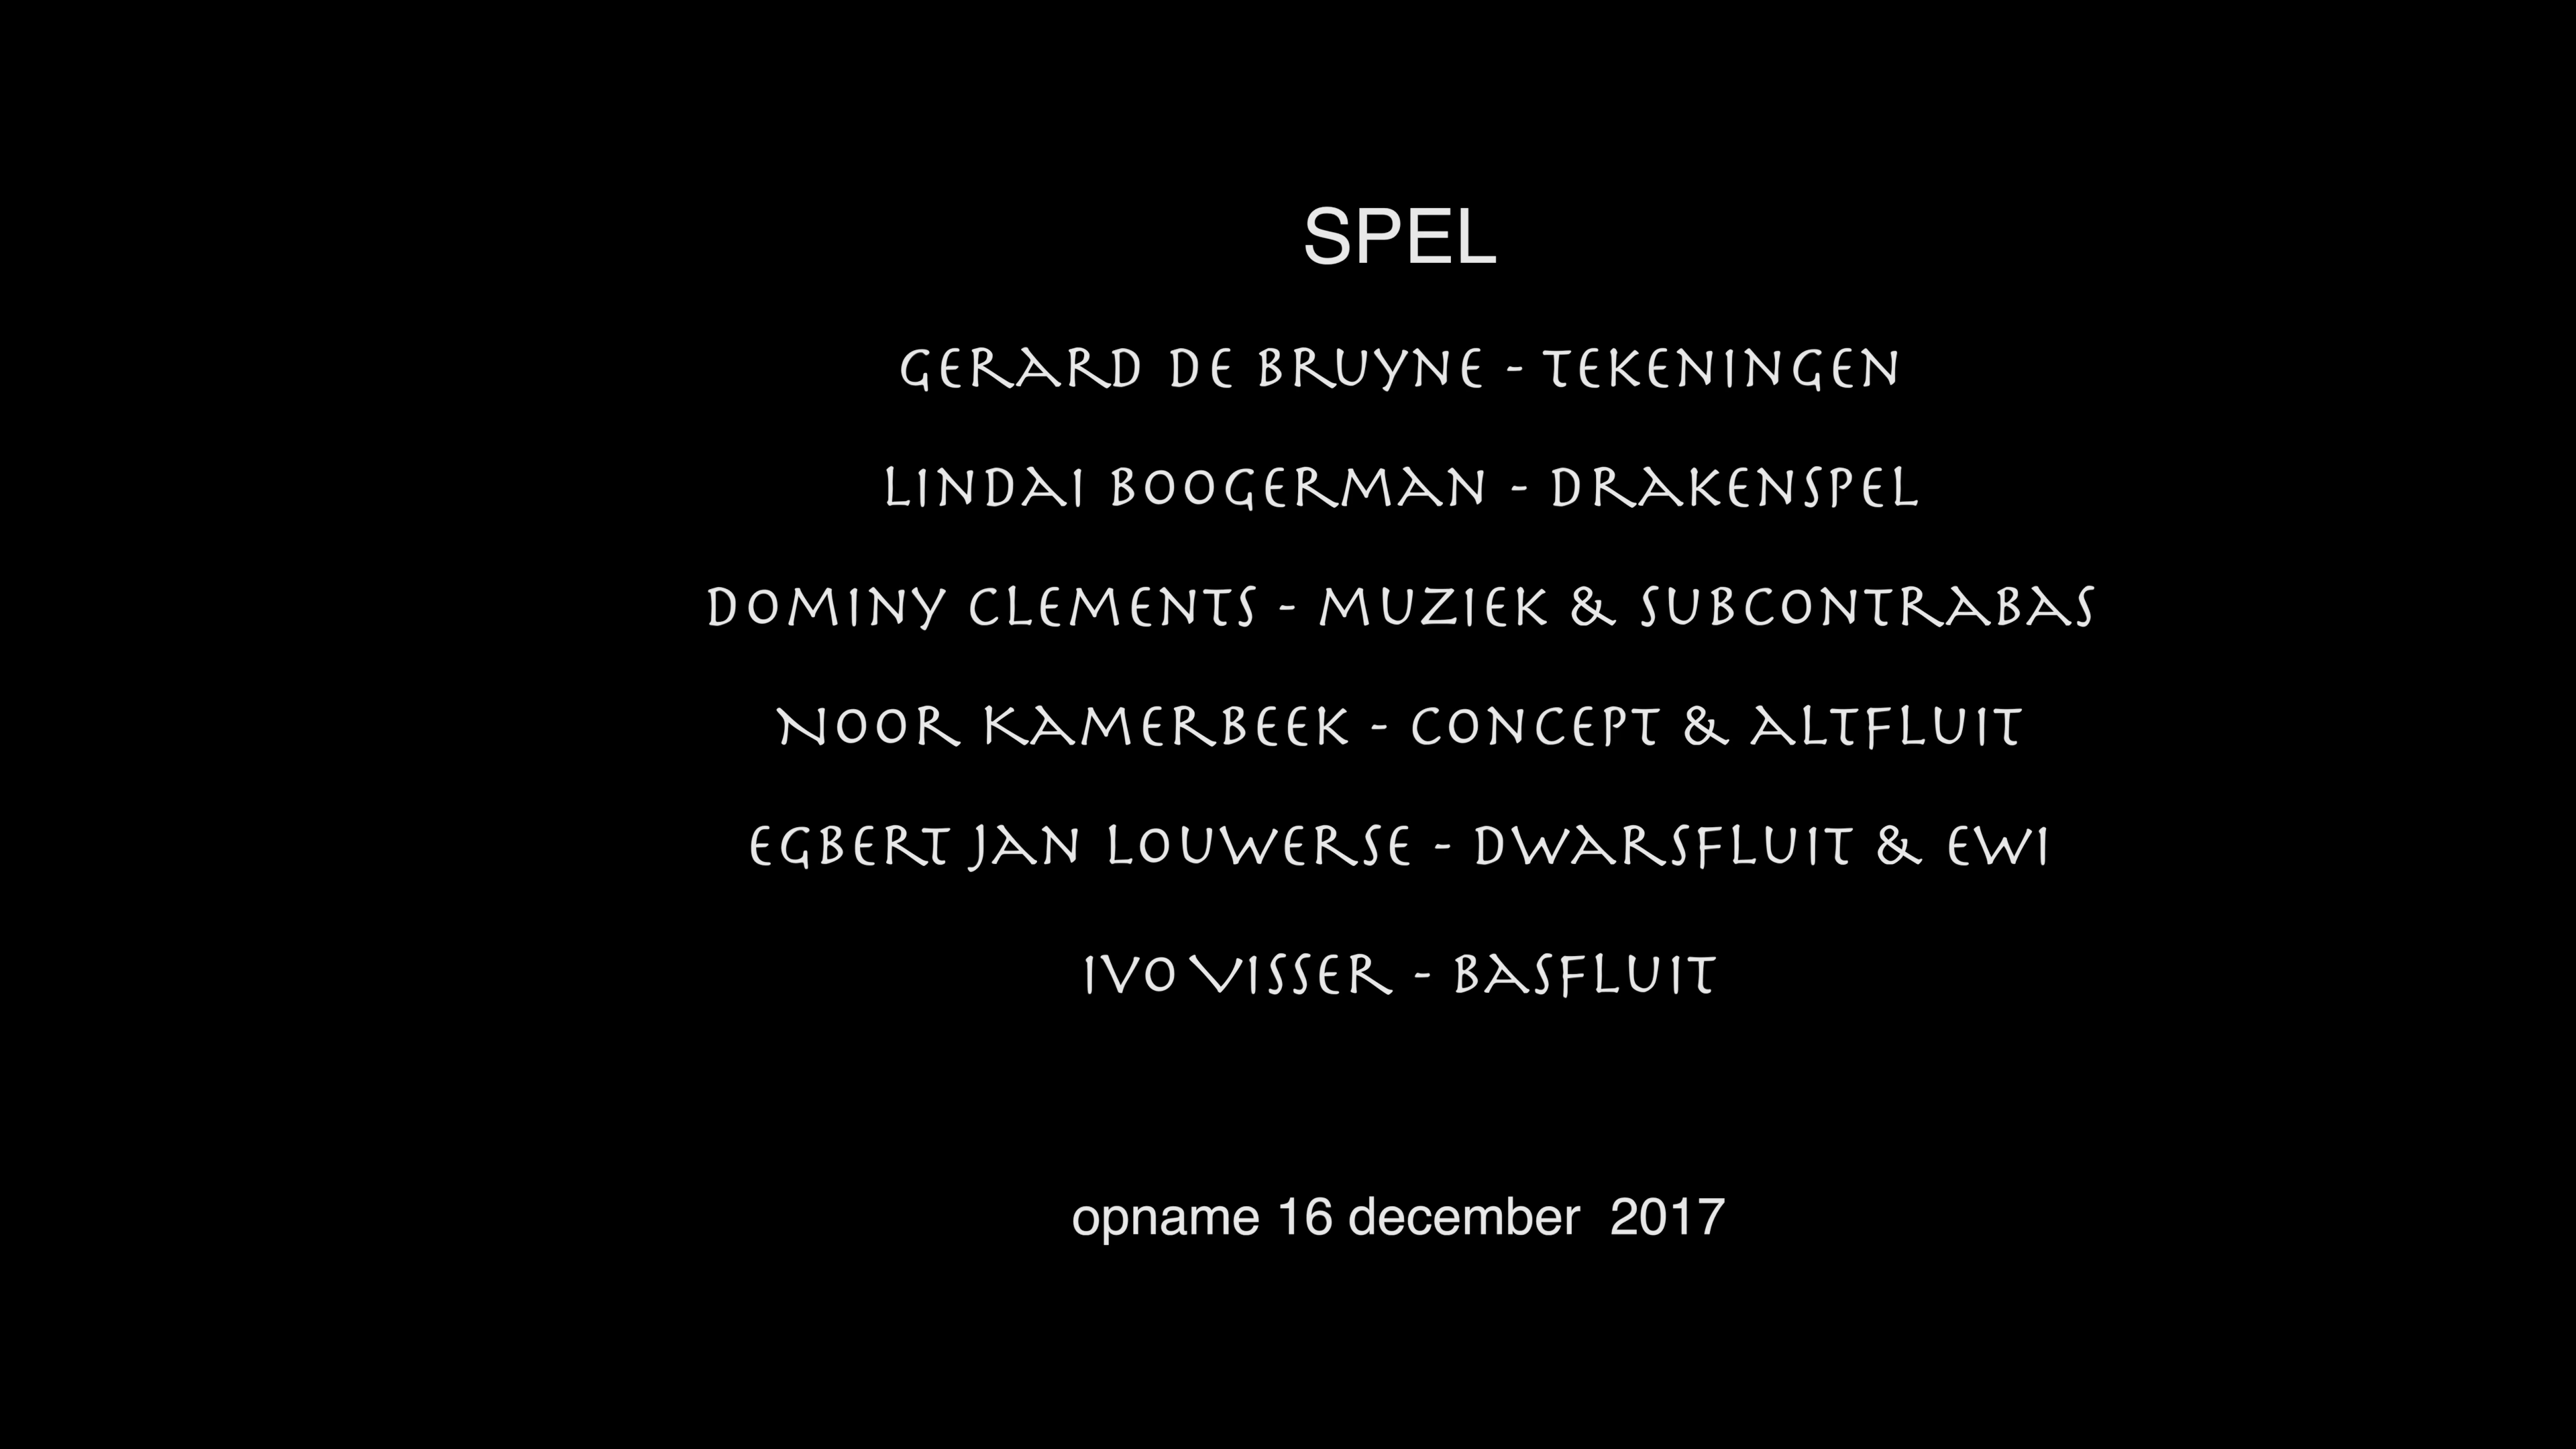 SPEL
GERARD DE BRUYNE - TEKENINGEN
LINDAI BOOGERMAN - DRAKENSPEL
DOMINY CLEMENTS - MUZIEK & SUBCONTRABAS
NOOR KAMERBEEK - CONCEPT & ALTFLUIT
EGBERT JAN LOUWERSE - DWARSFLUIT & EWI
IVO VISSER - BASFLUIT
opname 16 december 2017